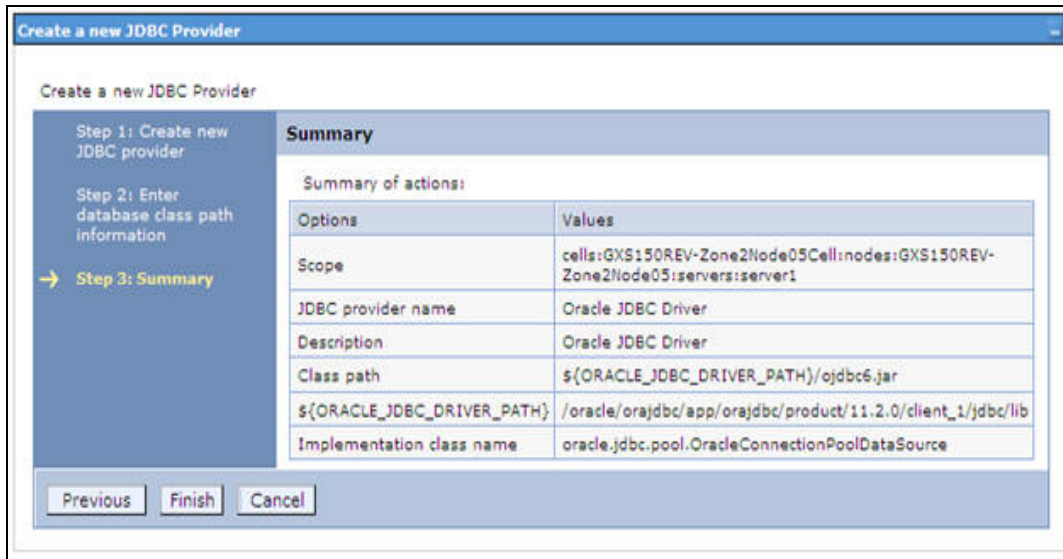 Create a new JDBC Provider
Create a new JDBC Provider
Step 1: Create new
JDBC provider
Step 2: Enter
database class path
information
Step 3: Summary
Summary
Summary of actions:
Options Values
Scope cells:GXS150REV-Zone2Node05Cell:nodes:GXS150REV-
Zone2Node05:servers:server1
JDBC provider name Oracle JDBC Driver
Description Oracle JDBC Driver
Class path ${ORACLE_JDBC_DRIVER_PATH}/ojdbc6.jar
${ORACLE_JDBC_DRIVER_PATH} /oracle/orajdbc/app/orajdbc/product/11.2.0/client_1/jdbc/lib
Implementation class name oracle.jdbc.pool.OracleConnectionPoolDataSource
Previous Finish Cancel